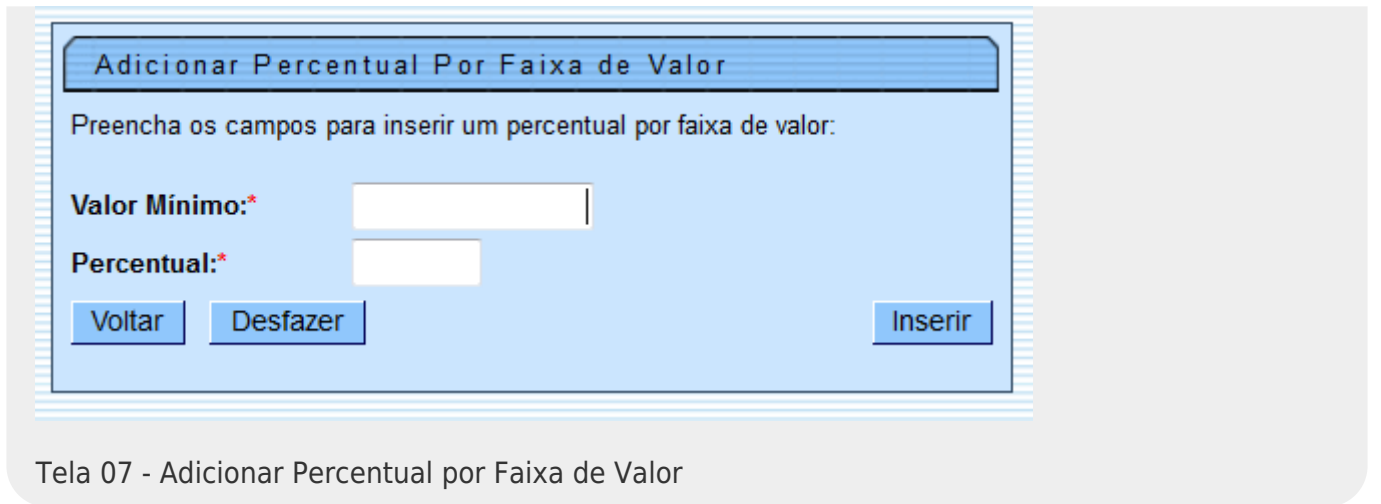 Adicionar Percentual Por Faixa de Valor
Preencha os campos para inserir um percentual por faixa de valor:
Valor Mínimo:*
Percentual:*
Voltar Desfazer Inserir
Tela 07 - Adicionar Percentual por Faixa de Valor